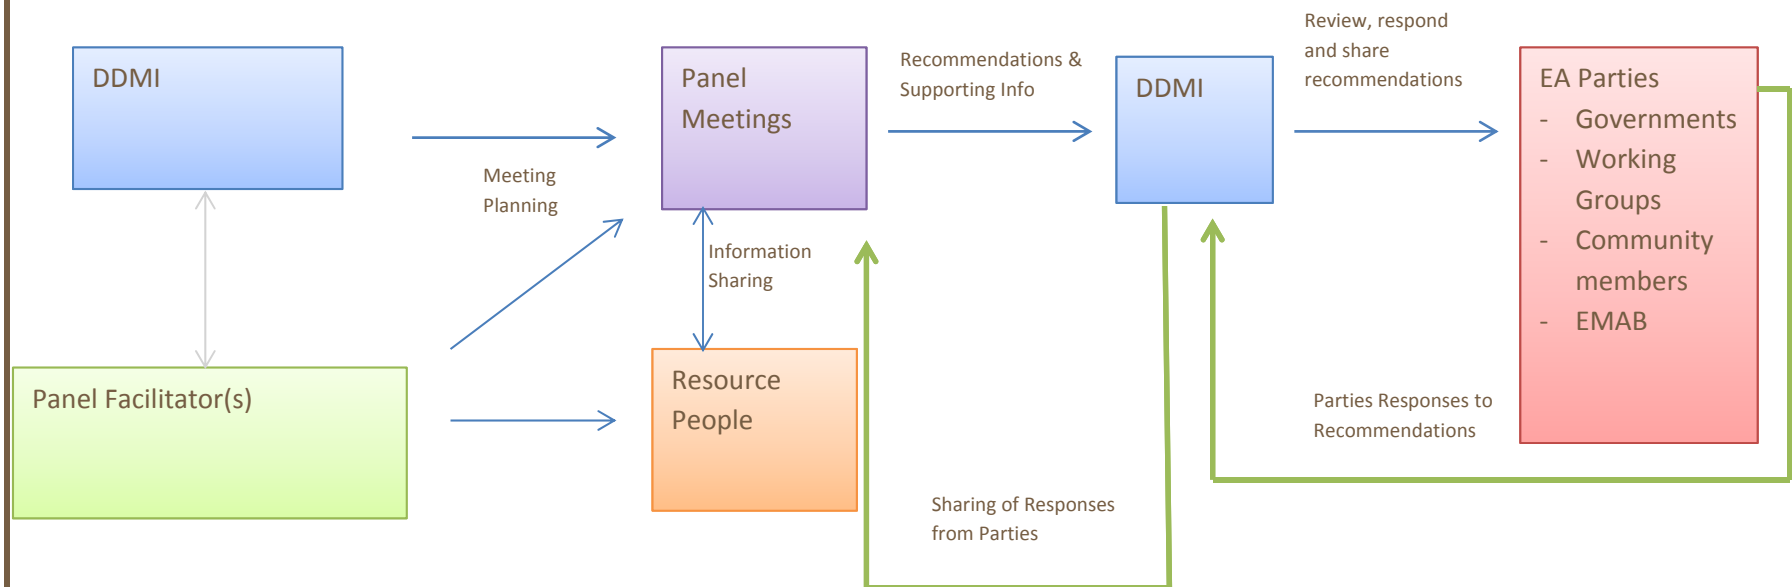 DDMI
Panel Facilitator(s)
Meeting
Planning
Panel
Meetings
Information
Sharing
Resource
People
Recommendations &
Supporting Info
DDMI
Sharing of Responses
from Parties
Review, respond
and share
recommendations
Parties Responses to
Recommendations
EA Parties
- Governments
- Working
Groups
- Community
members
- EMAB